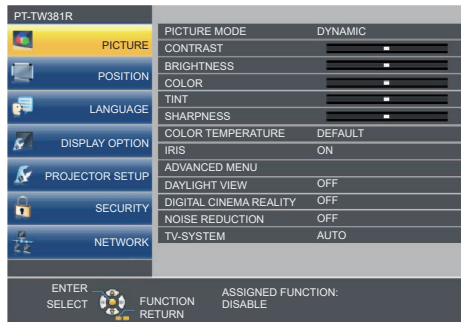 PT-TW381R
PICTURE
POSITION
LANGUAGE
DISPLAY OPTION
PROJECTOR SETUP
SECURITY
NETWORK
PICTURE MODE DYNAMIC
CONTRAST
BRIGHTNESS
COLOR
TINT
SHARPNESS
COLOR TEMPERATURE DEFAULT
IRIS ON
ADVANCED MENU
DAYLIGHT VIEW OFF
DIGITAL CINEMA REALITY OFF
NOISE REDUCTION OFF
TV-SYSTEM AUTO
ENTER
SELECT
FUNCTION
RETURN
ASSIGNED FUNCTION:
DISABLE